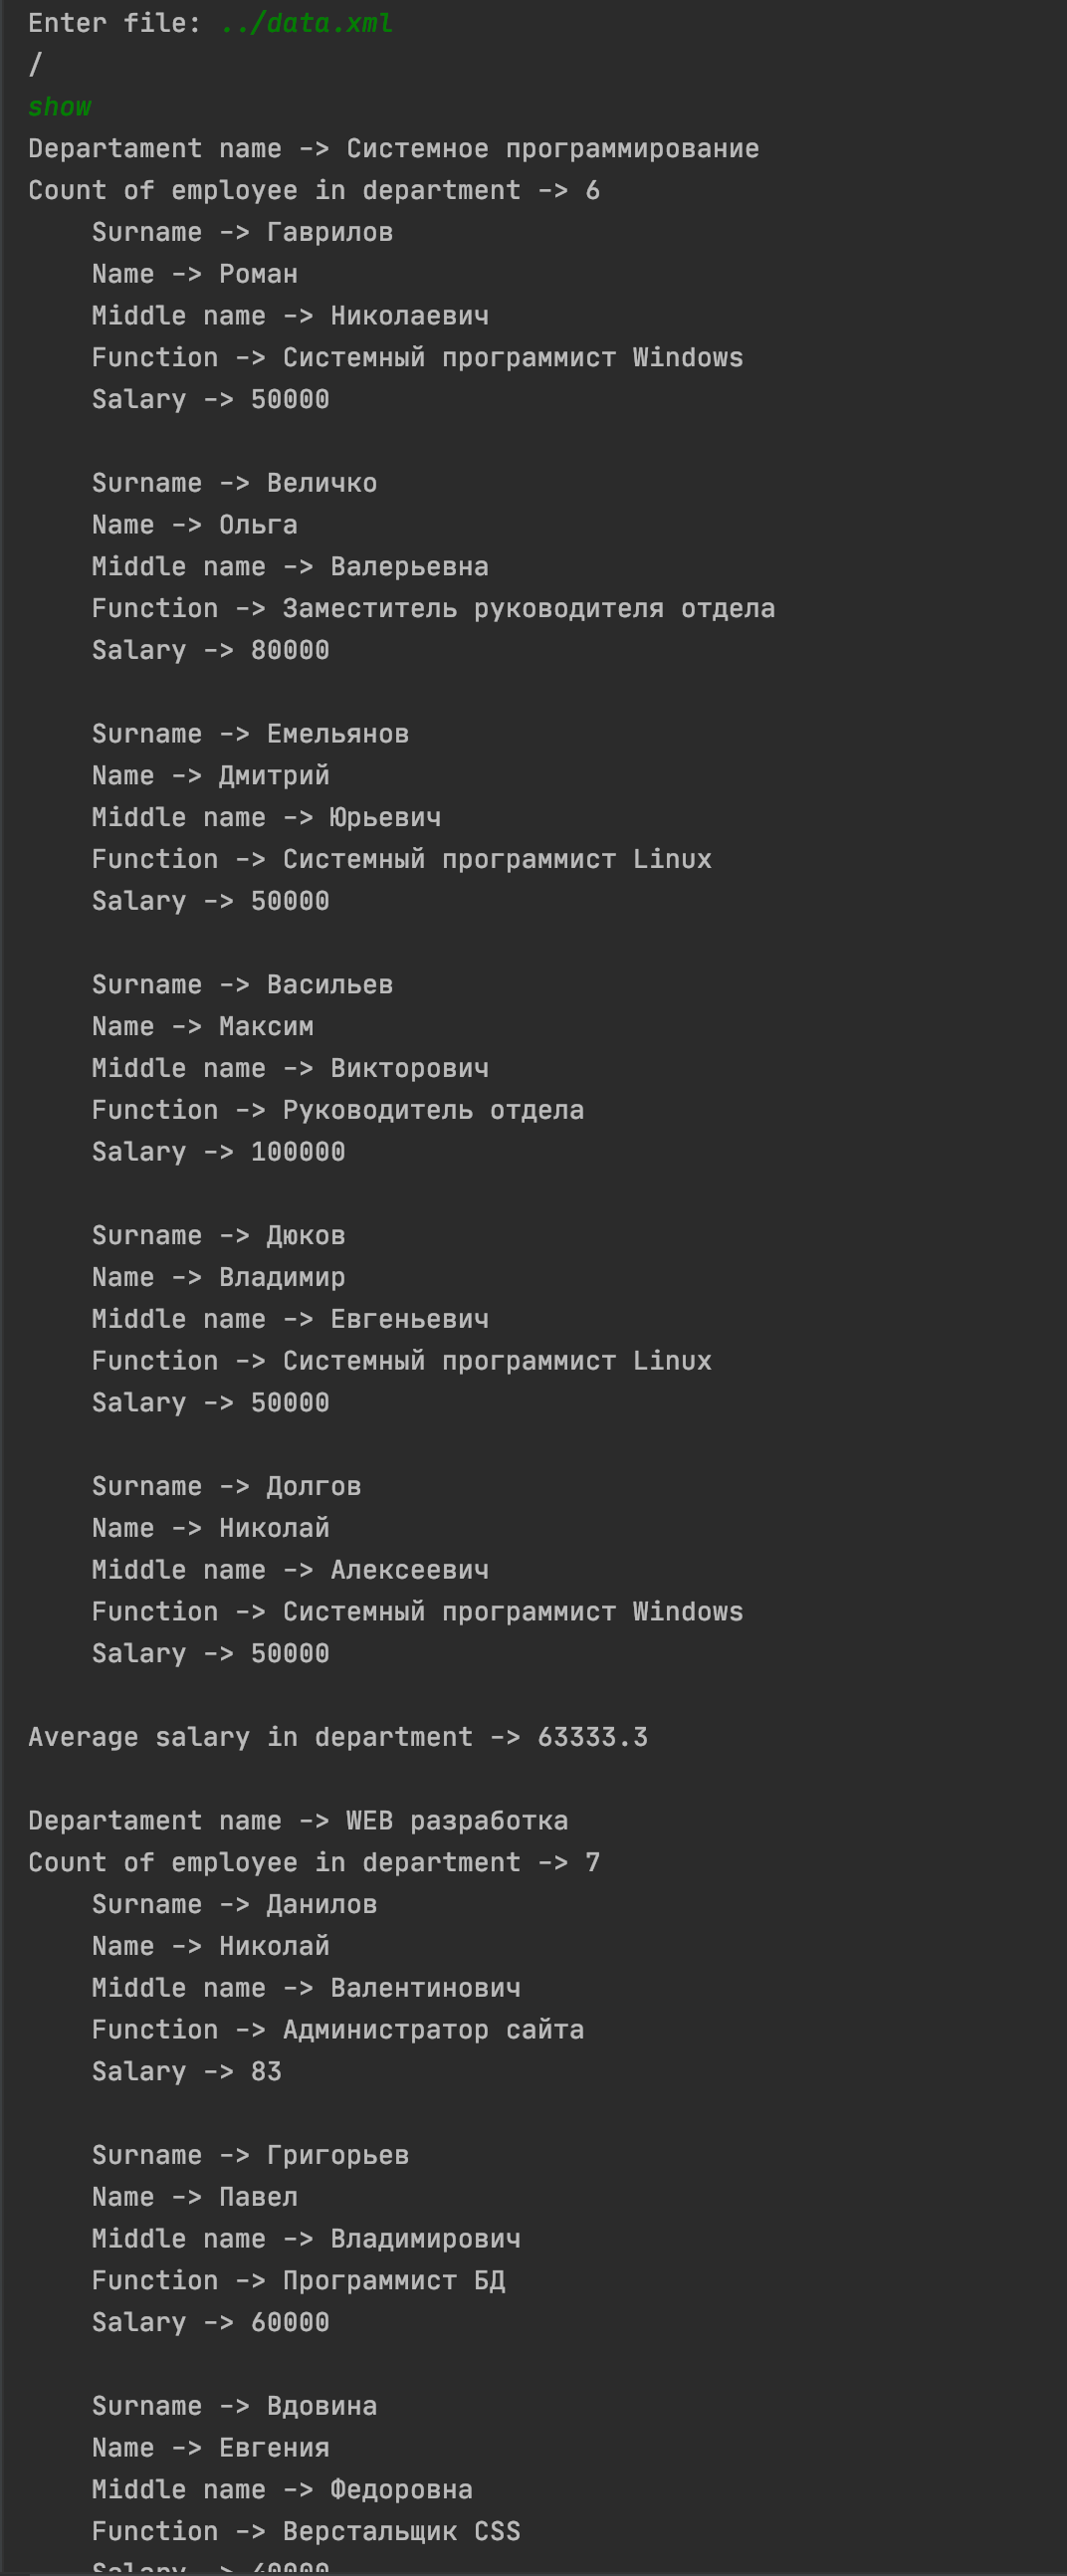 Enter file: ../data.xml
/
show
Departament name -> Системное программирование
Count of employee in department -> 6
Surname -> Гаврилов
Name -> Роман
Middle name -> Николаевич
Function -> Системный программист Windows
Salary -> 50000
Surname -> Величко
Name -> Ольга
Middle name -> Валерьевна
Function -> Заместитель руководителя отдела
Salary -> 80000
Surname -> Емельянов
Name -> Дмитрий
Middle name -> Юрьевич
Function -> Системный программист Linux
Salary -> 50000
Surname -> Васильев
Name -> Максим
Middle name -> Викторович
Function -> Руководитель отдела
Salary -> 100000
Surname -> Дюков
Name -> Владимир
Middle name -> Евгеньевич
Function -> Системный программист Linux
Salary -> 50000
Surname -> Долгов
Name -> Николай
Middle name -> Алексеевич
Function -> Системный программист Windows
Salary -> 50000
Average salary in department -> 63333.3
Departament name -> WEB разработка
Count of employee in department -> 7
Surname -> Данилов
Name -> Николай
Middle name -> Валентинович
Function -> Администратор сайта
Salary -> 83
Surname -> Григорьев
Name -> Павел
Middle name -> Владимирович
Function -> Программист БД
Salary -> 60000
Surname -> Вдовина
Name -> Евгения
Middle name -> Федоровна
Function -> Верстальщик CSS
Salary -> 40000